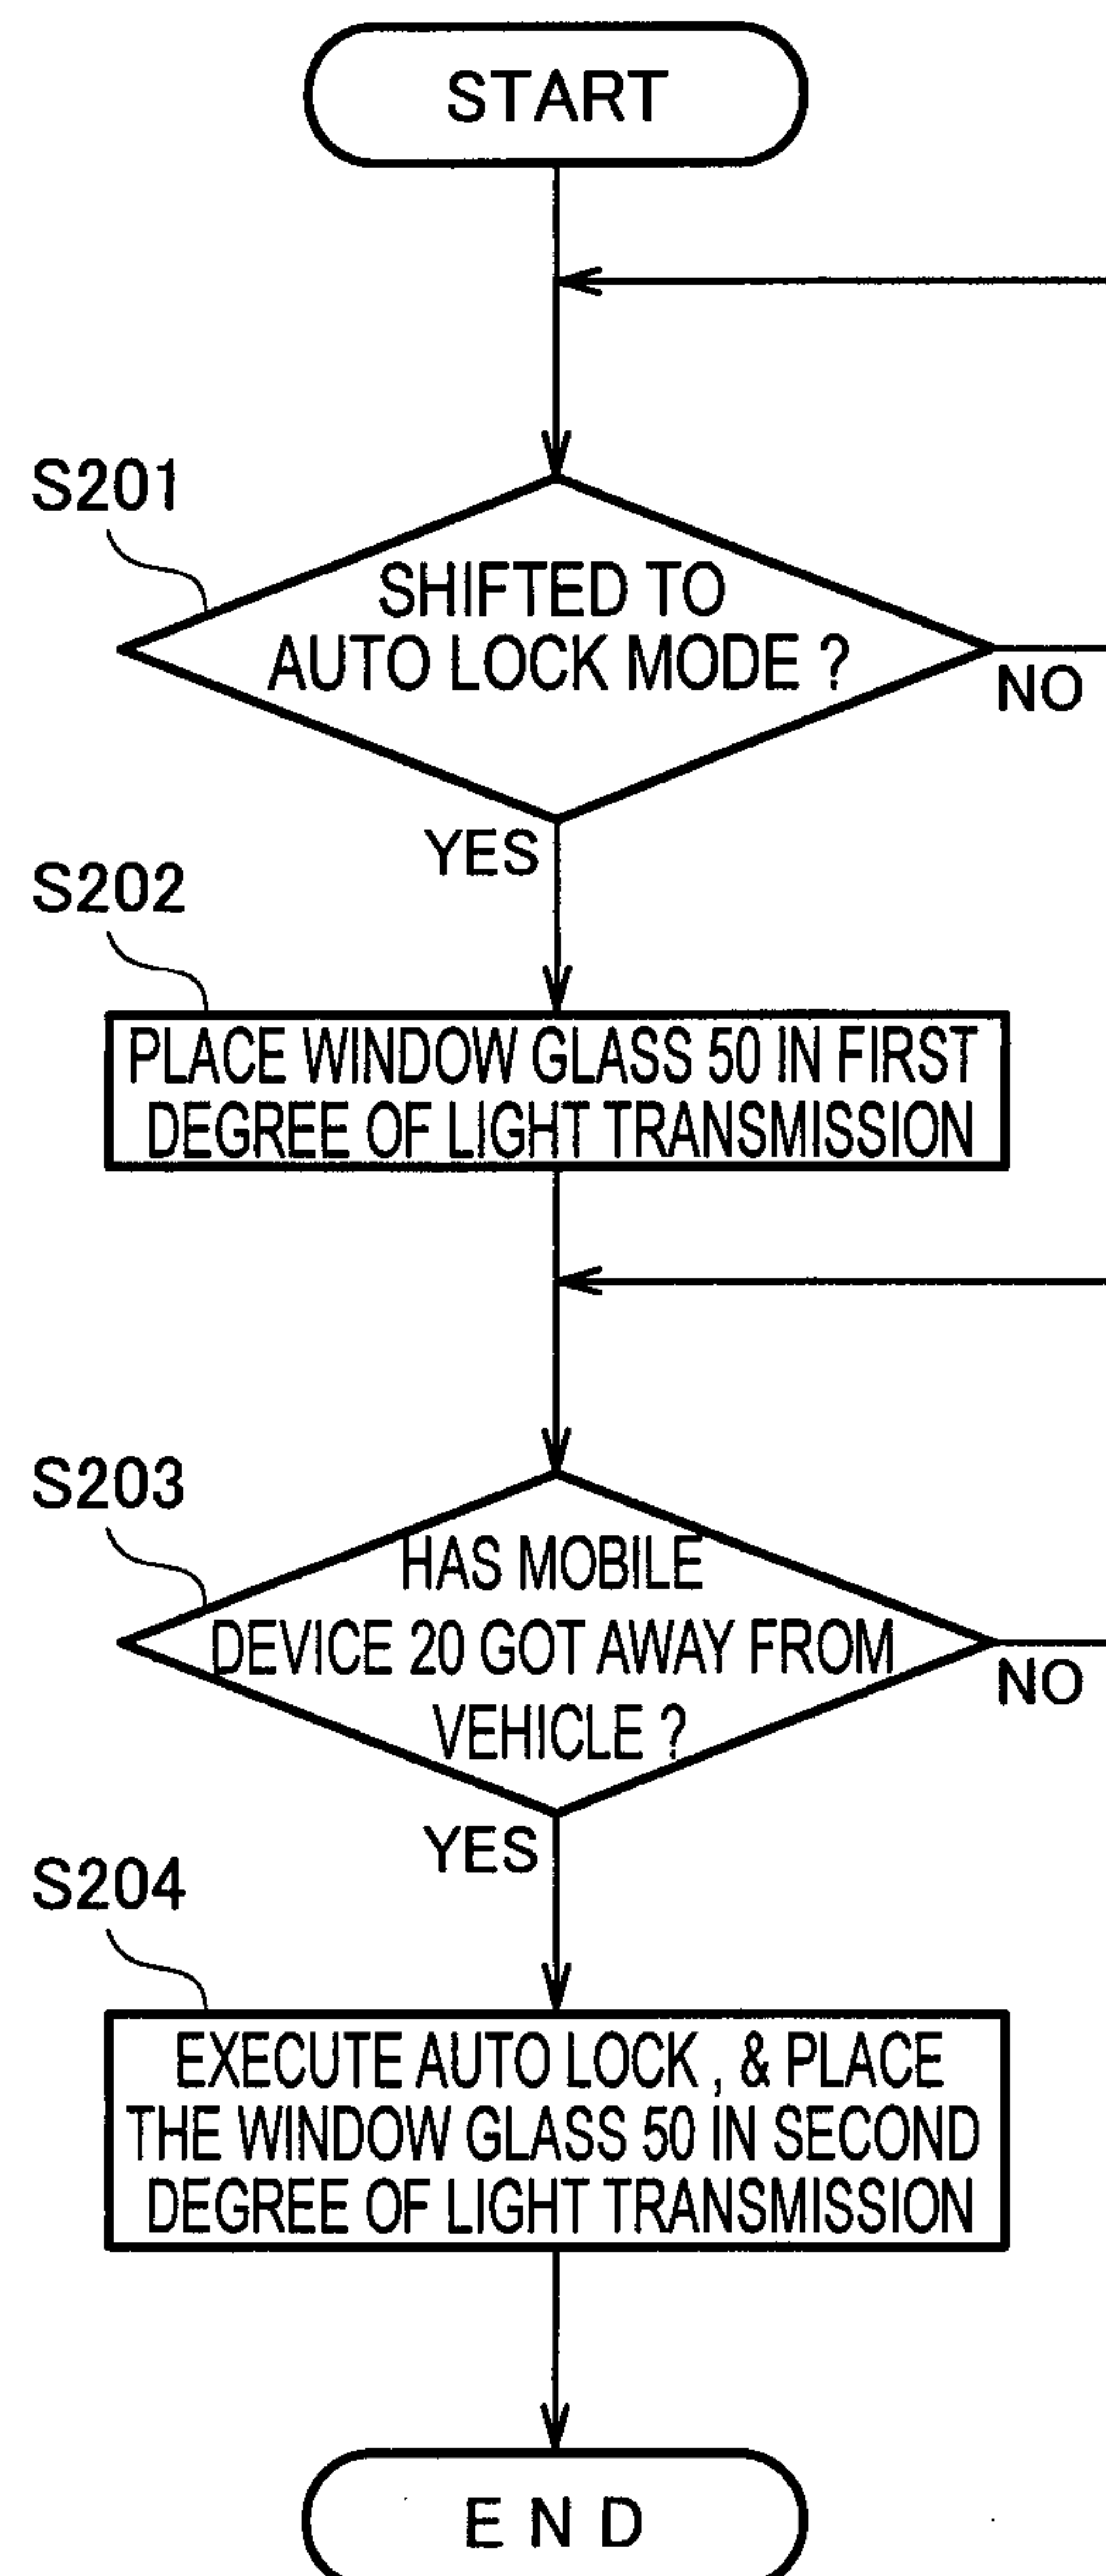 START
S201
SHIFTED TO
AUTO LOCK MODE ?
NO
YES
S202
PLACE WINDOW GLASS 50 IN FIRST
DEGREE OF LIGHT TRANSMISSION
S203
HAS MOBILE
DEVICE 20 GOT AWAY FROM
VEHICLE ?
NO
YES
S204
EXECUTE AUTO LOCK , & PLACE
THE WINDOW GLASS 50 IN SECOND
DEGREE OF LIGHT TRANSMISSION
END